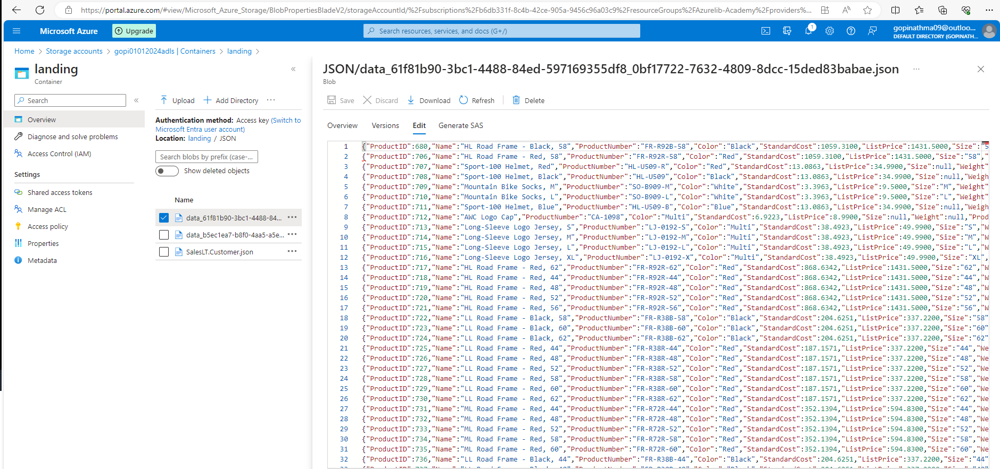 https://portal.azure.com/#view/Microsoft_Azure_Storage/BlobPropertiesBladeV2/storageAccountId/%2Fsubscriptions%2Fb6db331f-8c4b-42ce-905a-9456c96a03c9%2FresourceGroups%2FAzurelib-Academy%2Fproviders%...
Microsoft Azure
Upgrade
Search resources, services, and docs (G+/)
1
gopinathma09@outloo...
DEFAULT DIRECTORY (GOPINATH...
Home > Storage accounts > gopi01012024adls | Containers > landing >
landing
Container
Search
Overview
Diagnose and solve problems
Access Control (IAM)
Settings
Shared access tokens
Manage ACL
Access policy
Properties
Metadata
Upload
Add Directory
Authentication method: Access key (Switch to
Microsoft Entra user account)
Location: landing / JSON
Search blobs by prefix (case-...
Show deleted objects
Name
data_61f81b90-3bc1-4488-84...
data_b5ec1ea7-b8f0-4aa5-a5e...
SalesLT.Customer.json
JSON/data_61f81b90-3bc1-4488-84ed-597169355df8_0bf17722-7632-4809-8dcc-15ded83babae.json
Blob
Save
Discard
Download
Refresh
Delete
Overview
Versions
Edit
Generate SAS
1 {"ProductID":680,"Name":"HL Road Frame - Black, 58","ProductNumber":"FR-R92B-58","Color":"Black","StandardCost":1059.3100,"ListPrice":1431.5000,"Size":"5
2 {"ProductID":706,"Name":"HL Road Frame - Red, 58","ProductNumber":"FR-R92R-58","Color":"Red","StandardCost":1059.3100,"ListPrice":1431.5000,"Size":"58","
3 {"ProductID":707,"Name":"Sport-100 Helmet, Red","ProductNumber":"HL-U509-R","Color":"Red","StandardCost":13.0863,"ListPrice":34.9900,"Size":null,"Weight"
4 {"ProductID":708,"Name":"Sport-100 Helmet, Black","ProductNumber":"HL-U509","Color":"Black","StandardCost":13.0863,"ListPrice":34.9900,"Size":null,"Weigh
5 {"ProductID":709,"Name":"Mountain Bike Socks, M","ProductNumber":"SO-B909-M","Color":"White","StandardCost":3.3963,"ListPrice":9.5000,"Size":"M","Weight"
6 {"ProductID":710,"Name":"Mountain Bike Socks, L","ProductNumber":"SO-B909-L","Color":"White","StandardCost":3.3963,"ListPrice":9.5000,"Size":"L","Weight"
7 {"ProductID":711,"Name":"Sport-100 Helmet, Blue","ProductNumber":"HL-U509-B","Color":"Blue","StandardCost":13.0863,"ListPrice":34.9900,"Size":null,"Weigh
8 {"ProductID":712,"Name":"AWC Logo Cap","ProductNumber":"CA-1098","Color":"Multi","StandardCost":6.9223,"ListPrice":8.9900,"Size":null,"Weight":null,"Prod
9 {"ProductID":713,"Name":"Long-Sleeve Logo Jersey, S","ProductNumber":"LJ-0192-S","Color":"Multi","StandardCost":38.4923,"ListPrice":49.9900,"Size":"S","W
10 {"ProductID":714,"Name":"Long-Sleeve Logo Jersey, M","ProductNumber":"LJ-0192-M","Color":"Multi","StandardCost":38.4923,"ListPrice":49.9900,"Size":"M","W
11 {"ProductID":715,"Name":"Long-Sleeve Logo Jersey, L","ProductNumber":"LJ-0192-L","Color":"Multi","StandardCost":38.4923,"ListPrice":49.9900,"Size":"L","W
12 {"ProductID":716,"Name":"Long-Sleeve Logo Jersey, XL","ProductNumber":"LJ-0192-X","Color":"Multi","StandardCost":38.4923,"ListPrice":49.9900,"Size":"XL",
13 {"ProductID":717,"Name":"HL Road Frame - Red, 62","ProductNumber":"FR-R92R-62","Color":"Red","StandardCost":868.6342,"ListPrice":1431.5000,"Size":"62","W
14 {"ProductID":718,"Name":"HL Road Frame - Red, 44","ProductNumber":"FR-R92R-44","Color":"Red","StandardCost":868.6342,"ListPrice":1431.5000,"Size":"44","W
15 {"ProductID":719,"Name":"HL Road Frame - Red, 48","ProductNumber":"FR-R92R-48","Color":"Red","StandardCost":868.6342,"ListPrice":1431.5000,"Size":"48","W
16 {"ProductID":720,"Name":"HL Road Frame - Red, 52","ProductNumber":"FR-R92R-52","Color":"Red","StandardCost":868.6342,"ListPrice":1431.5000,"Size":"52","W
17 {"ProductID":721,"Name":"HL Road Frame - Red, 56","ProductNumber":"FR-R92R-56","Color":"Red","StandardCost":868.6342,"ListPrice":1431.5000,"Size":"56","W
18 {"ProductID":722,"Name":"LL Road Frame - Black, 58","ProductNumber":"FR-R38B-58","Color":"Black","StandardCost":204.6251,"ListPrice":337.2200,"Size":"58"
19 {"ProductID":723,"Name":"LL Road Frame - Black, 60","ProductNumber":"FR-R38B-60","Color":"Black","StandardCost":204.6251,"ListPrice":337.2200,"Size":"60"
20 {"ProductID":724,"Name":"LL Road Frame - Black, 62","ProductNumber":"FR-R38B-62","Color":"Black","StandardCost":204.6251,"ListPrice":337.2200,"Size":"62"
21 {"ProductID":725,"Name":"LL Road Frame - Red, 44","ProductNumber":"FR-R38R-44","Color":"Red","StandardCost":187.1571,"ListPrice":337.2200,"Size":"44","We
22 {"ProductID":726,"Name":"LL Road Frame - Red, 48","ProductNumber":"FR-R38R-48","Color":"Red","StandardCost":187.1571,"ListPrice":337.2200,"Size":"48","We
23 {"ProductID":727,"Name":"LL Road Frame - Red, 52","ProductNumber":"FR-R38R-52","Color":"Red","StandardCost":187.1571,"ListPrice":337.2200,"Size":"52","We
24 {"ProductID":728,"Name":"LL Road Frame - Red, 58","ProductNumber":"FR-R38R-58","Color":"Red","StandardCost":187.1571,"ListPrice":337.2200,"Size":"58","We
25 {"ProductID":729,"Name":"LL Road Frame - Red, 60","ProductNumber":"FR-R38R-60","Color":"Red","StandardCost":187.1571,"ListPrice":337.2200,"Size":"60","We
26 {"ProductID":730,"Name":"LL Road Frame - Red, 62","ProductNumber":"FR-R38R-62","Color":"Red","StandardCost":187.1571,"ListPrice":337.2200,"Size":"62","We
27 {"ProductID":731,"Name":"ML Road Frame - Red, 44","ProductNumber":"FR-R72R-44","Color":"Red","StandardCost":352.1394,"ListPrice":594.8300,"Size":"44","We
28 {"ProductID":732,"Name":"ML Road Frame - Red, 48","ProductNumber":"FR-R72R-48","Color":"Red","StandardCost":352.1394,"ListPrice":594.8300,"Size":"48","We
29 {"ProductID":733,"Name":"ML Road Frame - Red, 52","ProductNumber":"FR-R72R-52","Color":"Red","StandardCost":352.1394,"ListPrice":594.8300,"Size":"52","We
30 {"ProductID":734,"Name":"ML Road Frame - Red, 58","ProductNumber":"FR-R72R-58","Color":"Red","StandardCost":352.1394,"ListPrice":594.8300,"Size":"58","We
31 {"ProductID":735,"Name":"ML Road Frame - Red, 60","ProductNumber":"FR-R72R-60","Color":"Red","StandardCost":352.1394,"ListPrice":594.8300,"Size":"60","We
32 {"ProductID":736,"Name":"LL Road Frame - Black, 44","ProductNumber":"FR-R38B-44","Color":"Black","StandardCost":204.6251,"ListPrice":337.2200,"Size":"44"